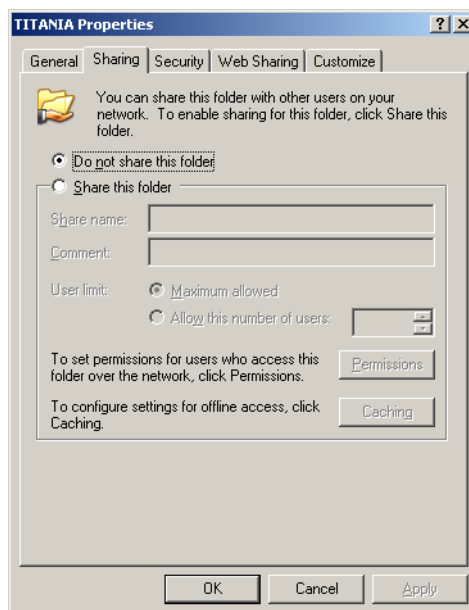 TITANIA Properties
General Sharing Security Web Sharing Customize
You can share this folder with other users on your
network. To enable sharing for this folder, click Share this
folder.
Do not share this folder
Share this folder
Share name:
Comment:
User limit: Maximum allowed
Allow this number of users:
To set permissions for users who access this
folder over the network, click Permissions.
Permissions
To configure settings for offline access, click
Caching.
Caching
OK Cancel Apply